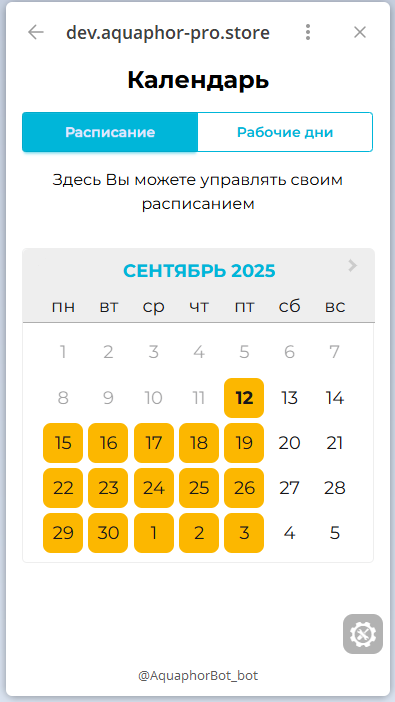 dev.aquaphor-pro.store
Календарь
Расписание Рабочие дни
Здесь Вы можете управлять своим
расписанием
СЕНТЯБРЬ 2025
пн вт ср чт пт сб вс
1 2 3 4 5 6 7
8 9 10 11 12 13 14
15 16 17 18 19 20 21
22 23 24 25 26 27 28
29 30 1 2 3 4 5
@AquaphorBot_bot